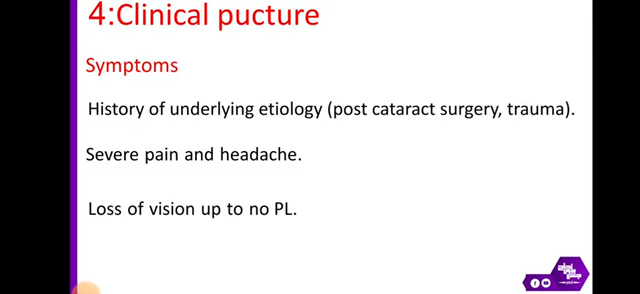 4:Clinical pucture
Symptoms
History of underlying etiology (post cataract surgery, trauma).
Severe pain and headache.
Loss of vision up to no PL.